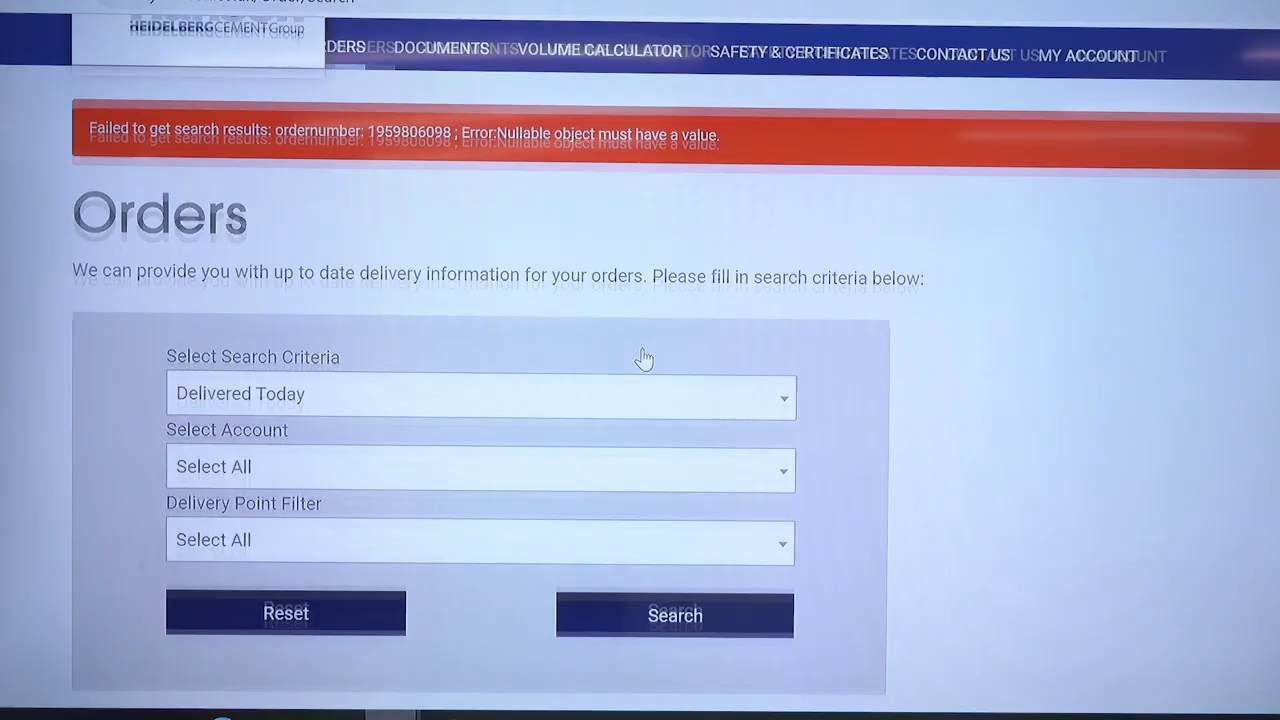 HEIDELBERGCEMENTGroup
DOCUMENTS VOLUME CALCULATOR SAFETY & CERTIFICATES CONTACT US MY ACCOUNT
Failed to get search results: ordernumber: 1959806098 ; Error:Nullable object must have a value.
Orders
We can provide you with up to date delivery information for your orders. Please fill in search criteria below:
Select Search Criteria
Delivered Today
Select Account
Select All
Delivery Point Filter
Select All
Reset Search